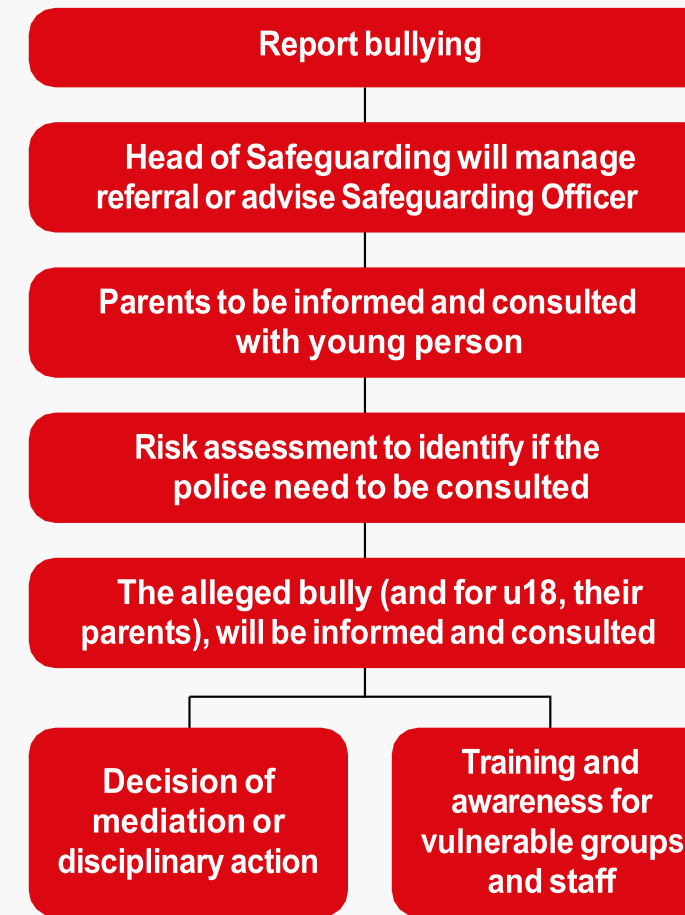 Report bullying
Head of Safeguarding will manage
referral or advise Safeguarding Officer
Parents to be informed and consulted
with young person
Risk assessment to identify if the
police need to be consulted
The alleged bully (and for u18, their
parents), will be informed and consulted
Decision of
mediation or
disciplinary action
Training and
awareness for
vulnerable groups
and staff